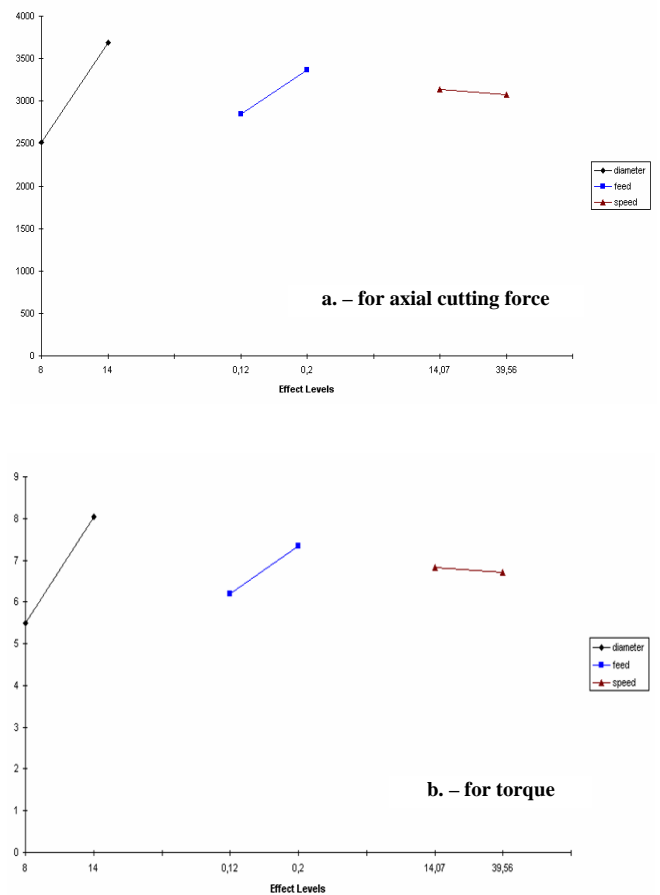 4000
3500
3000
2500
2000
1500
1000
500
0
8 14 0,12 0,2 14,07 39,56
Effect Levels
diameter
feed
speed
a. – for axial cutting force
9
8
7
6
5
4
3
2
1
0
8 14 0,12 0,2 14,07 39,56
Effect Levels
diameter
feed
speed
b. – for torque